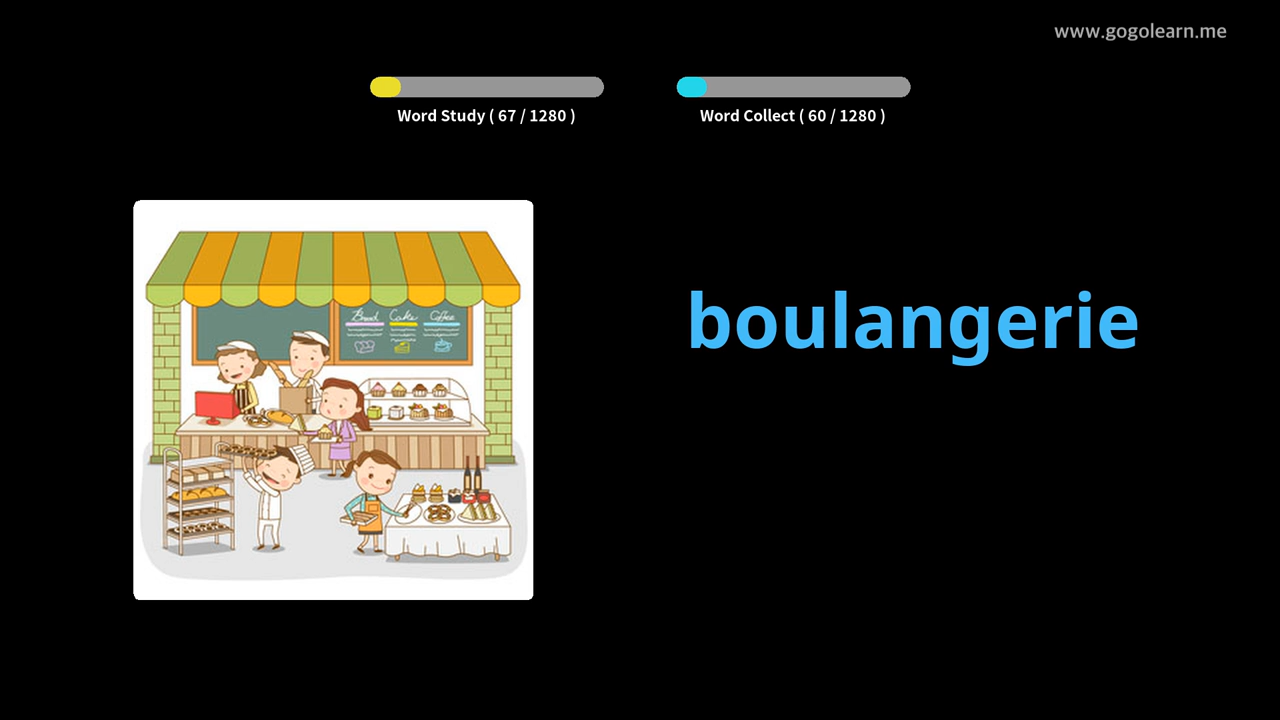 www.gogolearn.me
Word Study ( 67 / 1280 )
Word Collect ( 60 / 1280 )
Bread Cake Coffee
boulangerie